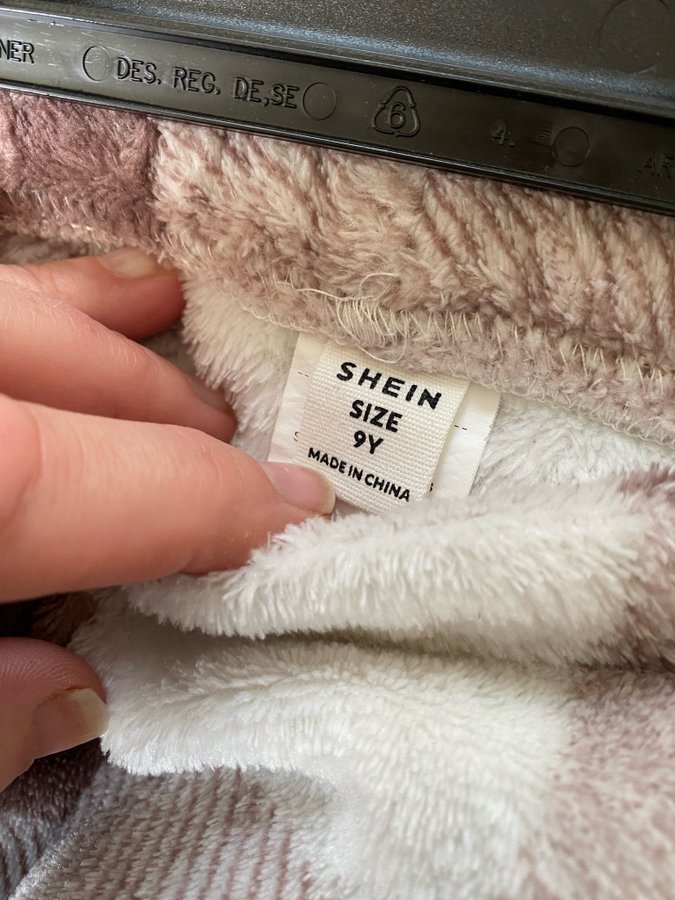 NER
DES. REG. DE,SE
6
4.
SHEIN
SIZE
9Y
MADE IN CHINA